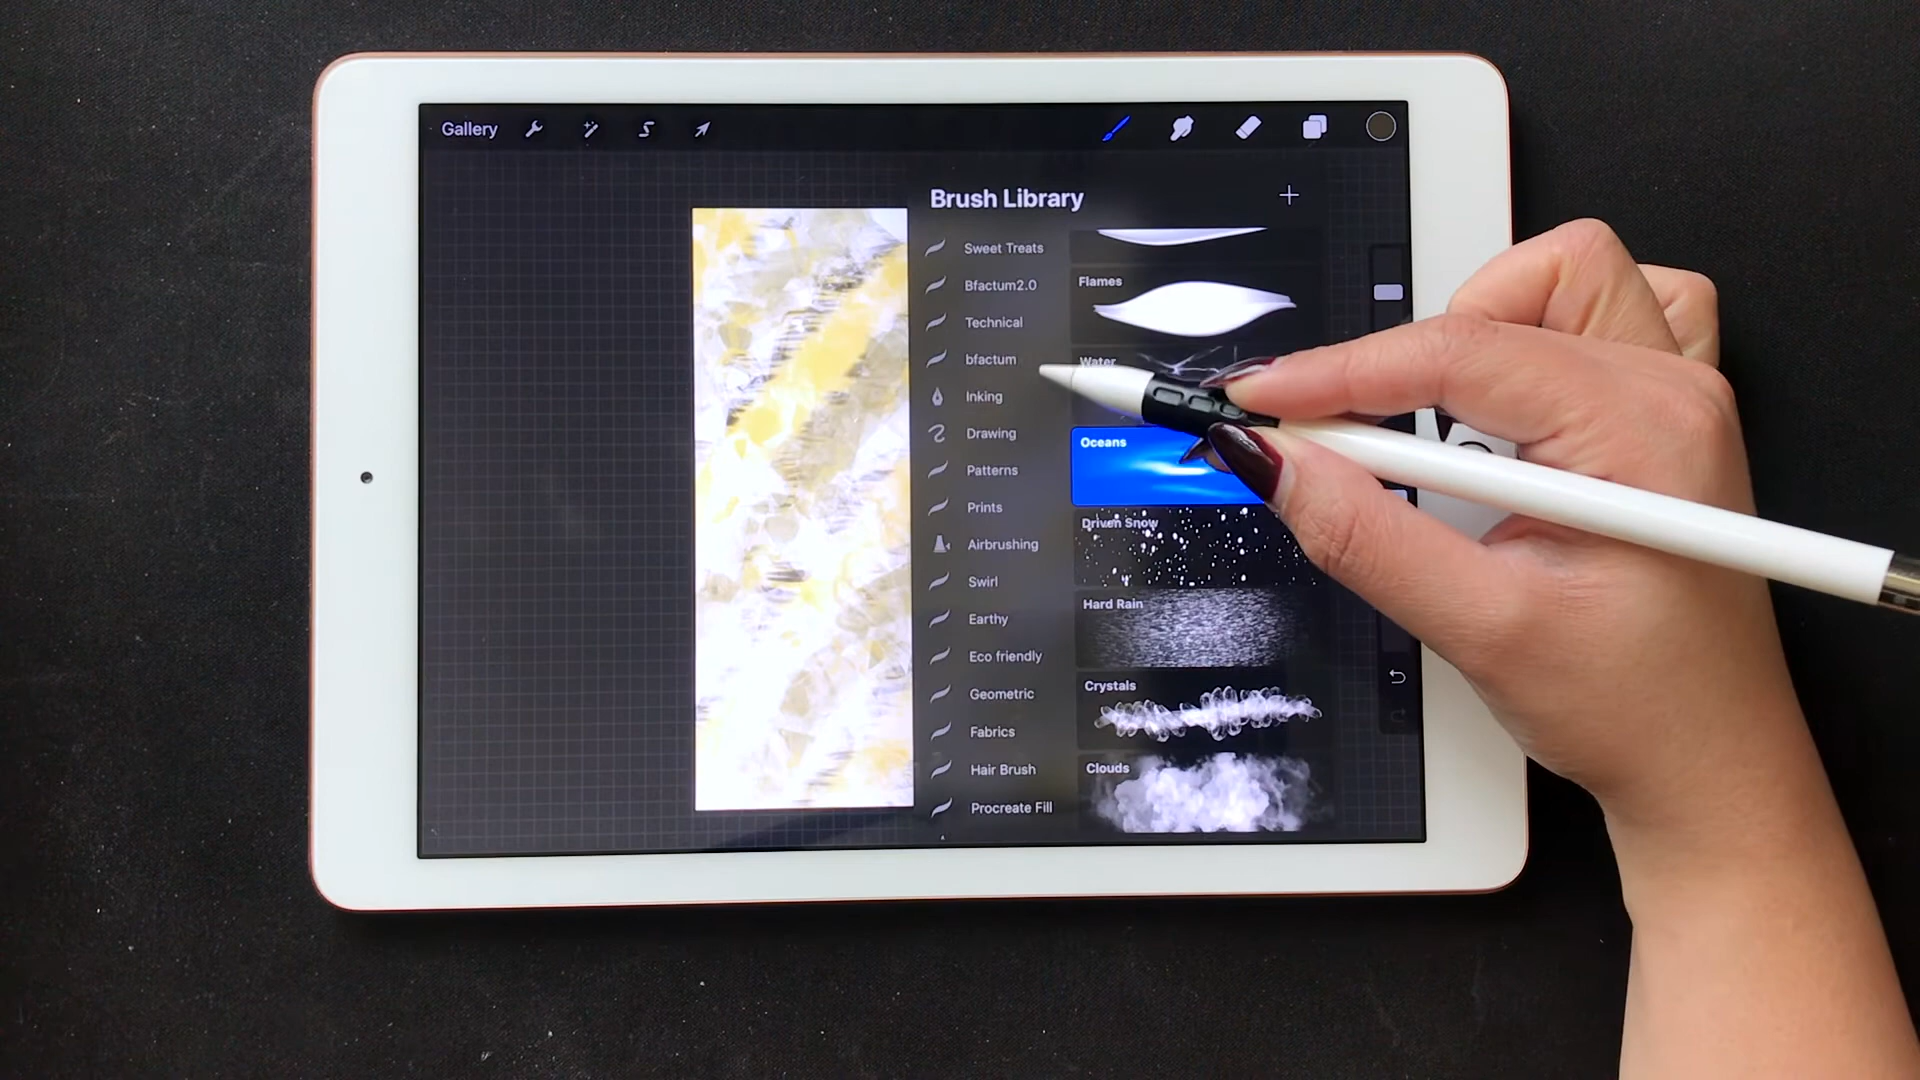 Gallery
Brush Library
Sweet Treats
Bfactum2.0
Technical
bfactum
Inking
Drawing
Patterns
Prints
Airbrushing
Swirl
Earthy
Eco friendly
Geometric
Fabrics
Hair Brush
Procreate Fill
Flames
Water
Oceans
Driven Snow
Hard Rain
Crystals
Clouds